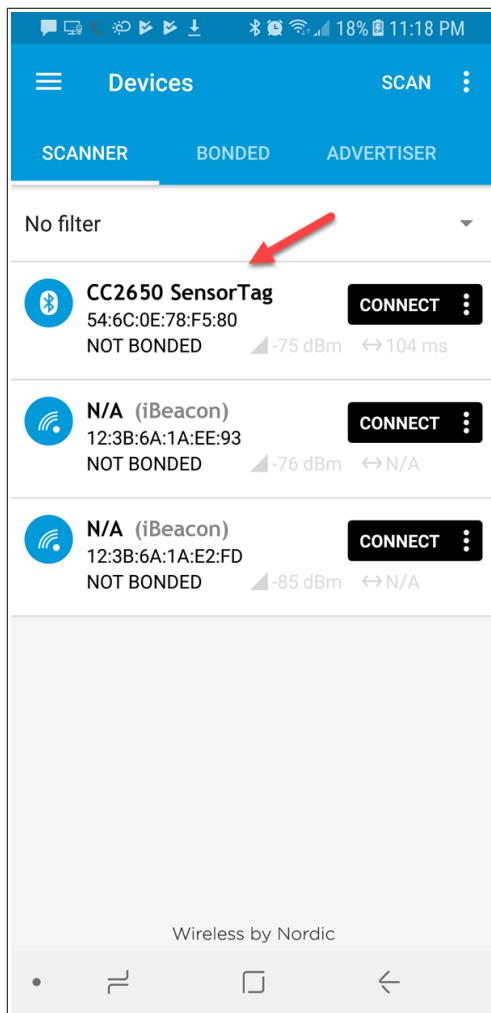 18% 11:18 PM
Devices SCAN
SCANNER BONDED ADVERTISER
No filter
CC2650 SensorTag
54:6C:0E:78:F5:80
CONNECT
NOT BONDED -75 dBm 104 ms
N/A (iBeacon)
12:3B:6A:1A:EE:93
CONNECT
NOT BONDED -76 dBm N/A
N/A (iBeacon)
12:3B:6A:1A:E2:FD
CONNECT
NOT BONDED -85 dBm N/A
Wireless by Nordic